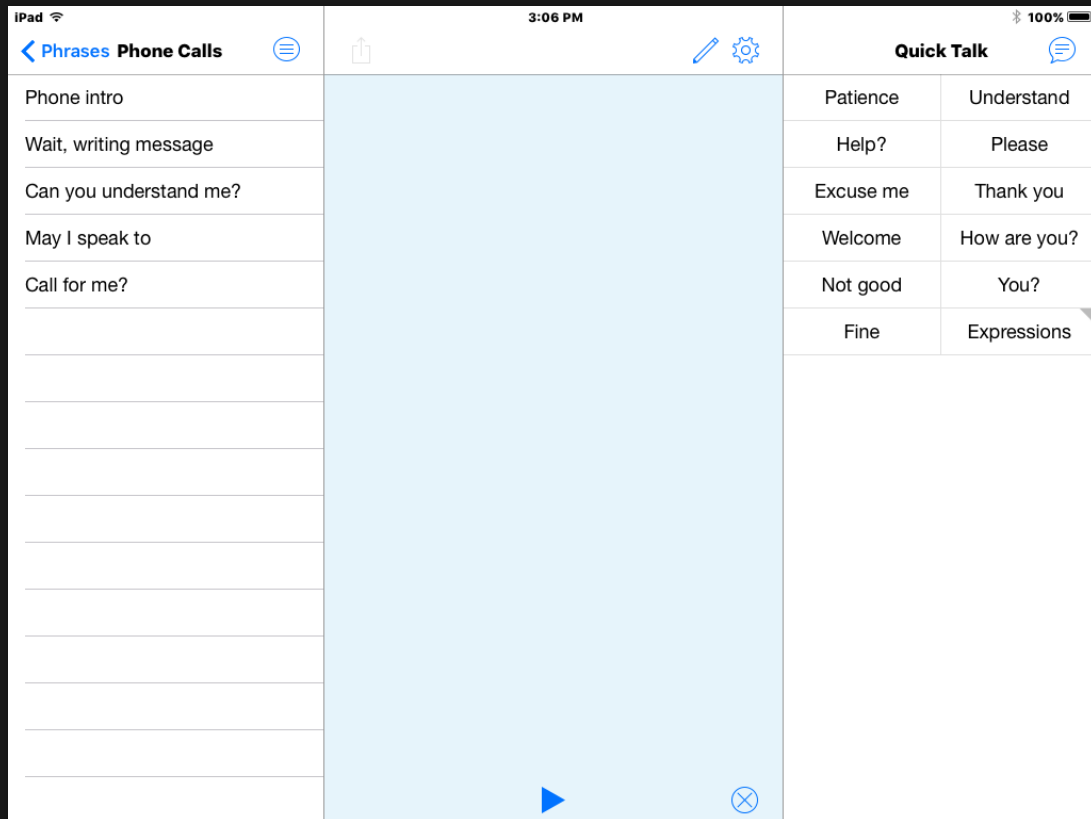 iPad 3:06 PM 100%
Phrases Phone Calls
Quick Talk
Phone intro
Wait, writing message
Can you understand me?
May I speak to
Call for me?
Patience Understand
Help? Please
Excuse me Thank you
Welcome How are you?
Not good You?
Fine Expressions